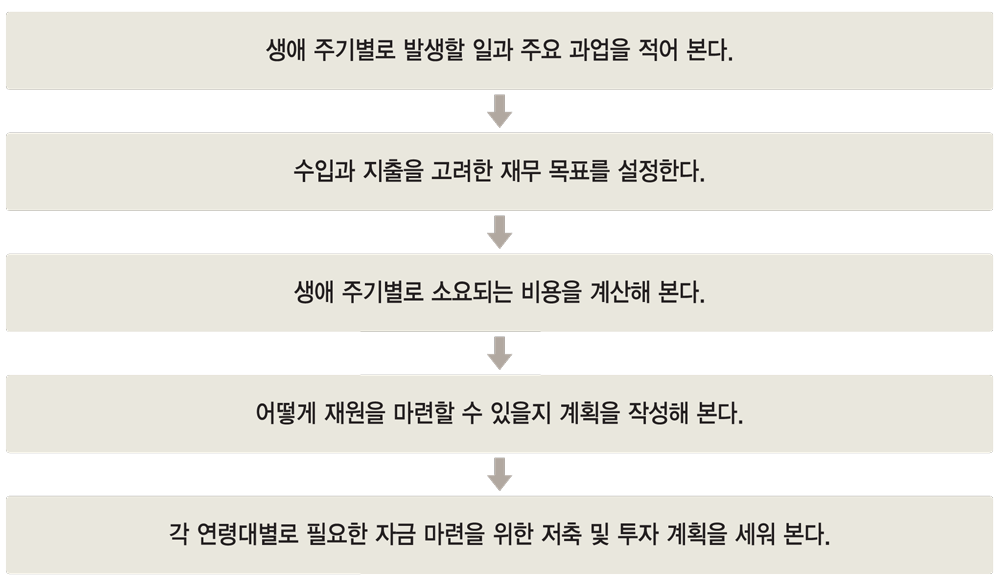 생애 주기별로 발생할 일과 주요 과업을 적어 본다.
수입과 지출을 고려한 재무 목표를 설정한다.
생애 주기별로 소요되는 비용을 계산해 본다.
어떻게 재원을 마련할 수 있을지 계획을 작성해 본다.
각 연령대별로 필요한 자금 마련을 위한 저축 및 투자 계획을 세워 본다.